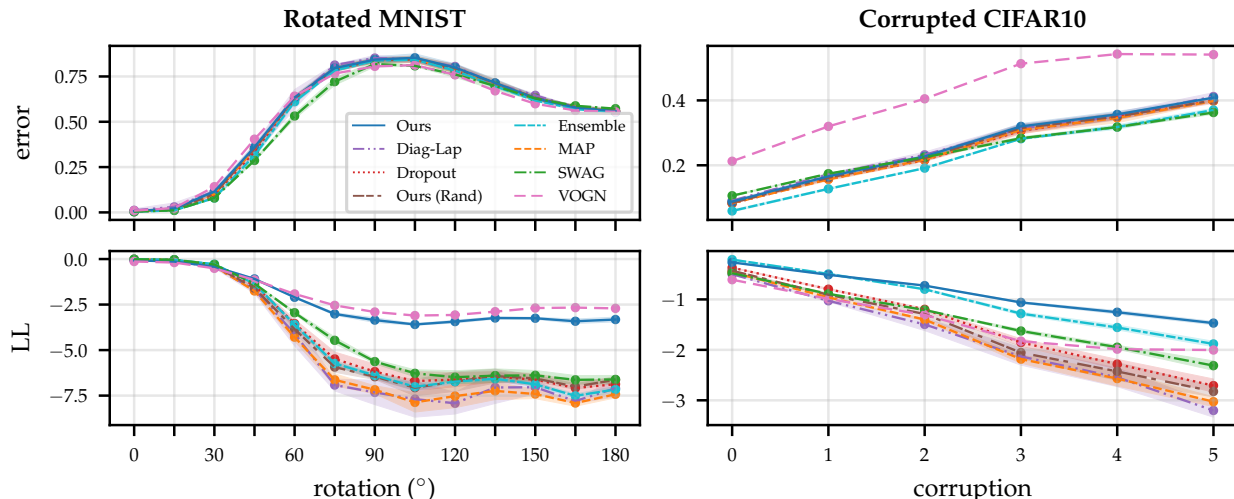 Rotated MNIST
Corrupted CIFAR10
error
0.75
0.50
0.25
0.00
Ours
Diag-Lap
Dropout
Ours (Rand)
Ensemble
MAP
SWAG
VOGN
0.4
0.2
LL
0.0
−2.5
−5.0
−7.5
0 30 60 90 120 150 180
rotation (°)
−1
−2
−3
0 1 2 3 4 5
corruption